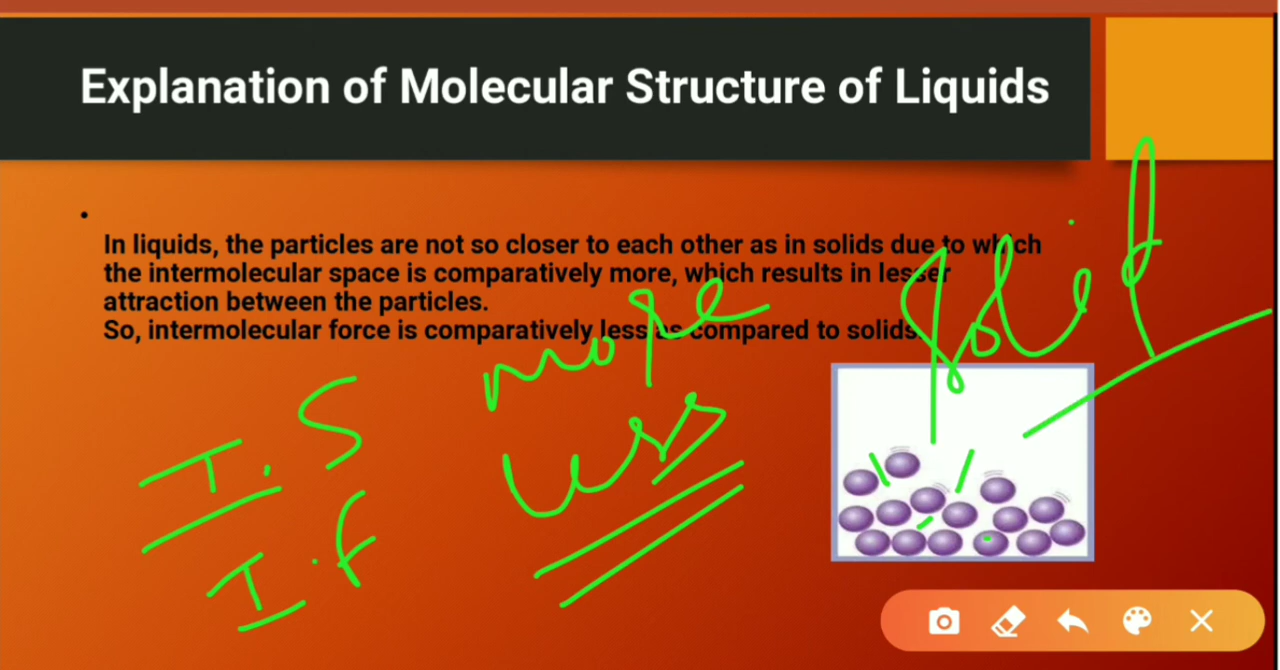 Explanation of Molecular Structure of Liquids
In liquids, the particles are not so closer to each other as in solids due to which
the intermolecular space is comparatively more, which results in lesser
attraction between the particles.
So, intermolecular force is comparatively less as compared to solids.
Solid
I.S more
I.f less